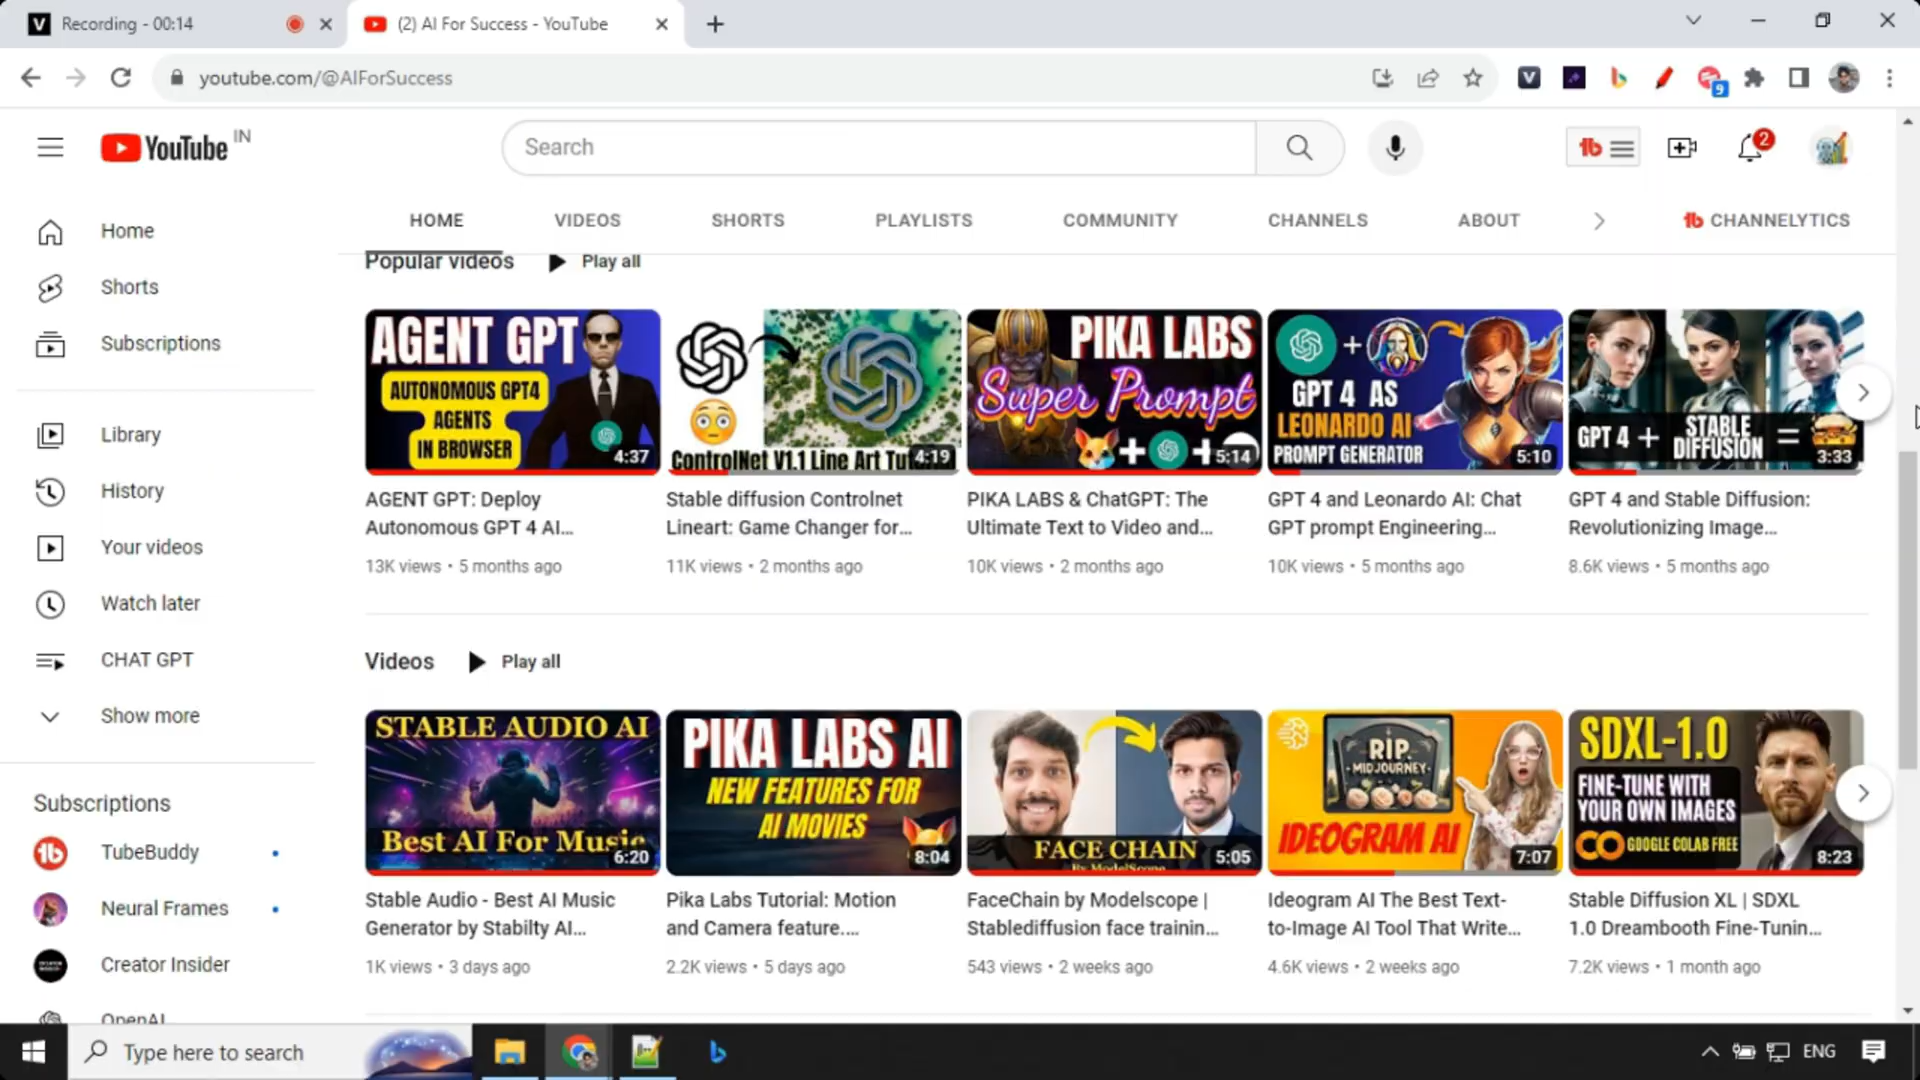 Recording - 00:14
(2) AI For Success - YouTube
youtube.com/@AIForSuccess
9
YouTube IN
Search
2
HOME
VIDEOS
SHORTS
PLAYLISTS
COMMUNITY
CHANNELS
ABOUT
CHANNELYTICS
Home
Shorts
Subscriptions
Library
History
Your videos
Watch later
CHAT GPT
Show more
Subscriptions
TubeBuddy
Neural Frames
Creator Insider
OpenAI
Popular videos
Play all
AGENT GPT
AUTONOMOUS GPT4
AGENTS
IN BROWSER
4:37
AGENT GPT: Deploy
Autonomous GPT 4 AI...
13K views • 5 months ago
ControlNet V1.1 Line Art
4:19
Stable diffusion Controlnet
Lineart: Game Changer for...
11K views • 2 months ago
PIKA LABS
Super Prompt
+ +
5:14
PIKA LABS & ChatGPT: The
Ultimate Text to Video and...
10K views • 2 months ago
+
GPT 4 AS
LEONARDO AI
PROMPT GENERATOR
5:10
GPT 4 and Leonardo AI: Chat
GPT prompt Engineering...
10K views • 5 months ago
GPT 4 + STABLE
DIFFUSION =
3:33
GPT 4 and Stable Diffusion:
Revolutionizing Image...
8.6K views • 5 months ago
Videos
Play all
STABLE AUDIO AI
Best AI For Music
6:20
Stable Audio - Best AI Music
Generator by Stabilty AI...
1K views • 3 days ago
PIKA LABS AI
NEW FEATURES FOR
AI MOVIES
8:04
Pika Labs Tutorial: Motion
and Camera feature....
2.2K views • 5 days ago
FACE CHAIN
By ModelScope
5:05
FaceChain by Modelscope |
Stablediffusion face trainin...
543 views • 2 weeks ago
R.I.P.
MIDJOURNEY
IDEOGRAM AI
7:07
Ideogram AI The Best Text-
to-Image AI Tool That Write...
4.6K views • 2 weeks ago
SDXL-1.0
FINE-TUNE WITH
YOUR OWN IMAGES
GOOGLE COLAB FREE
8:23
Stable Diffusion XL | SDXL
1.0 Dreambooth Fine-Tunin...
7.2K views • 1 month ago
Type here to search
ENG